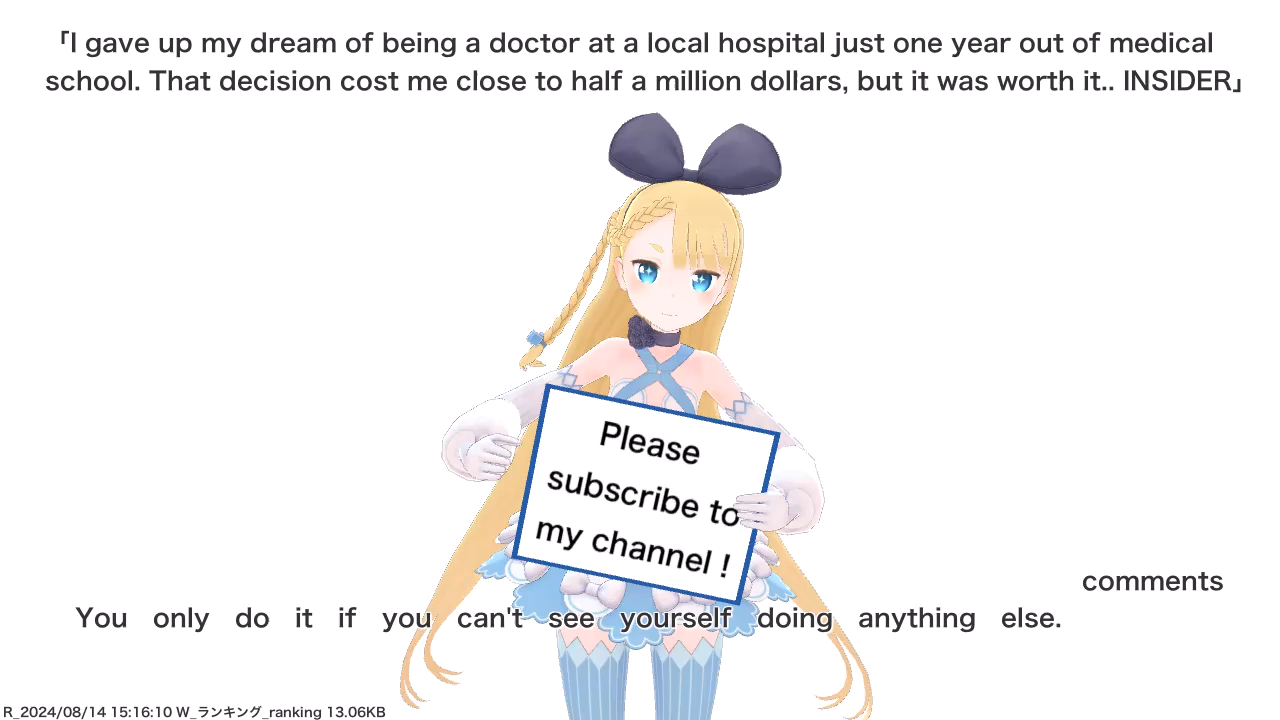 「I gave up my dream of being a doctor at a local hospital just one year out of medical
school. That decision cost me close to half a million dollars, but it was worth it.. INSIDER」
Please
subscribe to
my channel !
comments
You only do it if you can't see yourself doing anything else.
R_2024/08/14 15:16:10 W_ランキング_ranking 13.06KB